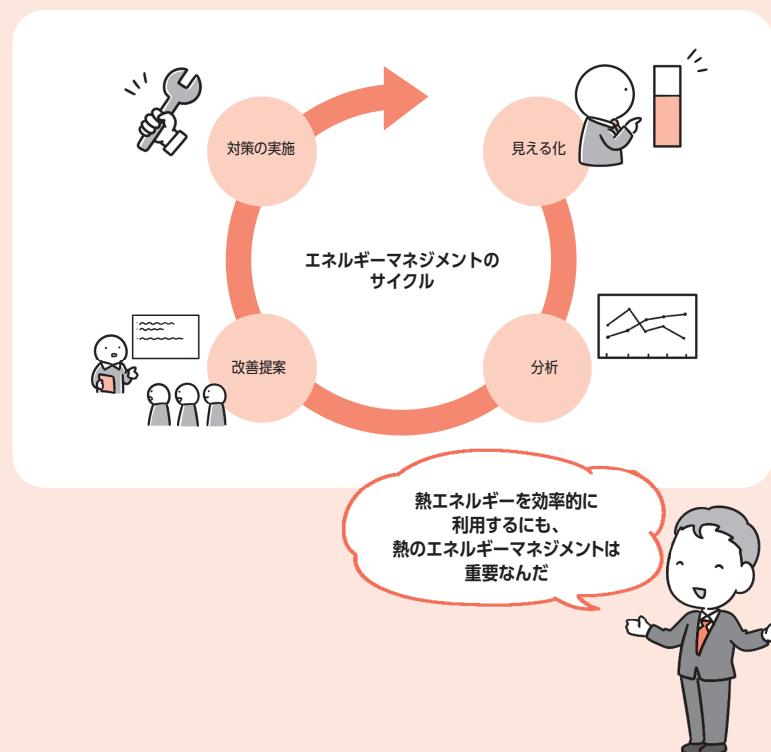 対策の実施
見える化
エネルギーマネジメントの
サイクル
改善提案
分析
熱エネルギーを効率的に
利用するにも、
熱のエネルギーマネジメントは
重要なんだ